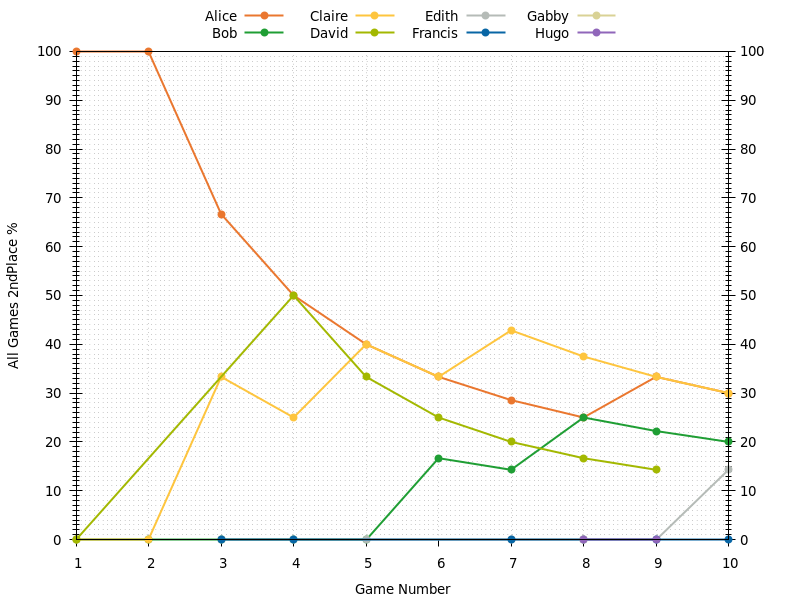 Alice Claire Edith Gabby
Bob David Francis Hugo
100 100
90 90
80 80
70 70
60 60
50 50
40 40
30 30
20 20
10 10
0 0
All Games 2ndPlace %
1 2 3 4 5 6 7 8 9 10
Game Number